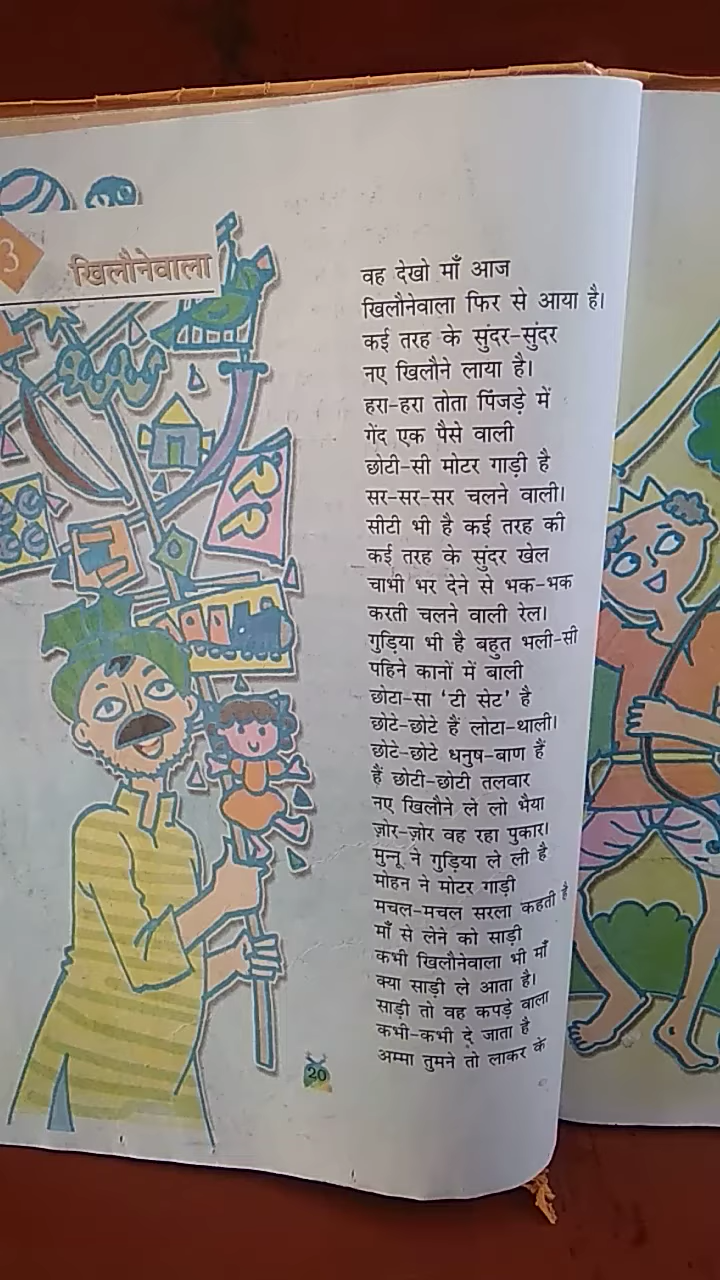 3
खिलौनेवाला
वह देखो माँ आज
खिलौनेवाला फिर से आया है।
कई तरह के सुंदर-सुंदर
नए खिलौने लाया है।
हरा-हरा तोता पिंजड़े में
गेंद एक पैसे वाली
छोटी-सी मोटर गाड़ी है
सर-सर-सर चलने वाली।
सीटी भी है कई तरह की
कई तरह के सुंदर खेल
चाभी भर देने से भक-भक
करती चलने वाली रेल।
गुड़िया भी है बहुत भली-सी
पहिने कानों में बाली
छोटा-सा 'टी सेट' है
छोटे-छोटे हैं लोटा-थाली।
छोटे-छोटे धनुष-बाण हैं
हैं छोटी-छोटी तलवार
नए खिलौने ले लो भैया
ज़ोर-ज़ोर वह रहा पुकार।
मुन्नू ने गुड़िया ले ली है
मोहन ने मोटर गाड़ी
मचल-मचल सरला कहती है
माँ से लेने को साड़ी
कभी खिलौनेवाला भी माँ
क्या साड़ी ले आता है।
साड़ी तो वह कपड़े वाला
कभी-कभी दे जाता है
अम्मा तुमने तो लाकर के
20